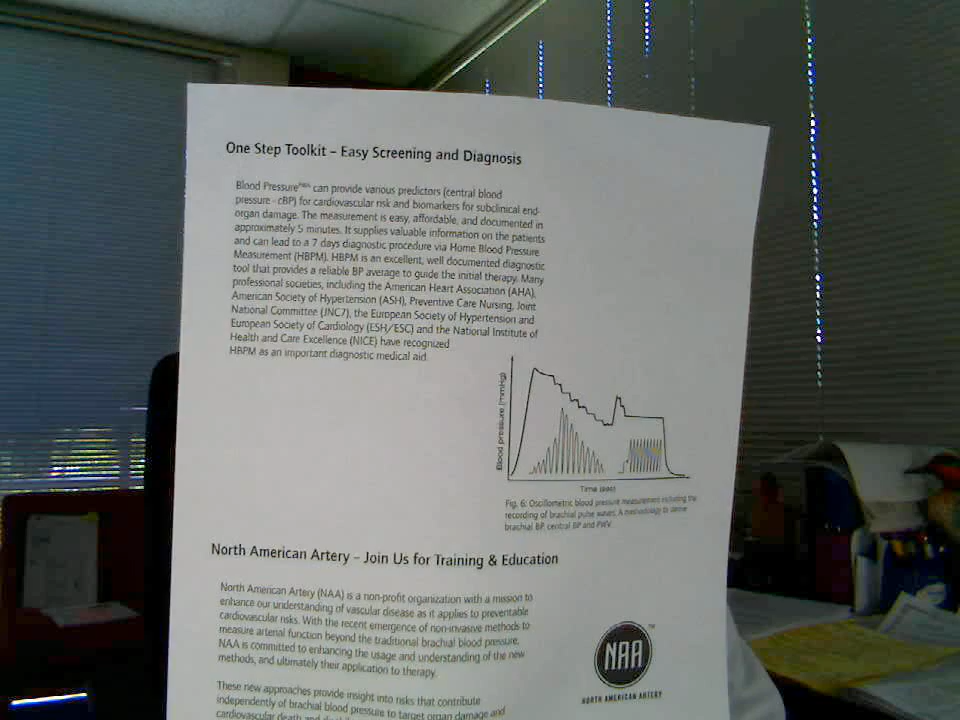 One Step Toolkit – Easy Screening and Diagnosis
Blood Pressure can provide various predictors (central blood
pressure - cBP) for cardiovascular risk and biomarkers for subclinical end-
organ damage. The measurement is easy, affordable, and documented in
approximately 5 minutes. It supplies valuable information on the patients
and can lead to a 7 days diagnostic procedure via Home Blood Pressure
Measurement (HBPM). HBPM is an excellent, well documented diagnostic
tool that provides a reliable BP average to guide the initial therapy. Many
professional societies, including the American Heart Association (AHA),
American Society of Hypertension (ASH), Preventive Care Nursing, Joint
National Committee (JNC7), the European Society of Hypertension and
European Society of Cardiology (ESH/ESC) and the National Institute of
Health and Care Excellence (NICE) have recognized
HBPM as an important diagnostic medical aid.
Blood pressure (mmHg)
Time (sec)
Fig. 6: Oscillometric blood pressure measurement including the
recording of brachial pulse waves: A methodology to derive
brachial BP, central BP and PWV.
North American Artery – Join Us for Training & Education
North American Artery (NAA) is a non-profit organization with a mission to
enhance our understanding of vascular disease as it applies to preventable
cardiovascular risks. With the recent emergence of non-invasive methods to
measure arterial function beyond the traditional brachial blood pressure,
NAA is committed to enhancing the usage and understanding of the new
methods, and ultimately their application to therapy.
NAA
TM
NORTH AMERICAN ARTERY
These new approaches provide insight into risks that contribute
independently of brachial blood pressure to target organ damage and
cardiovascular death and